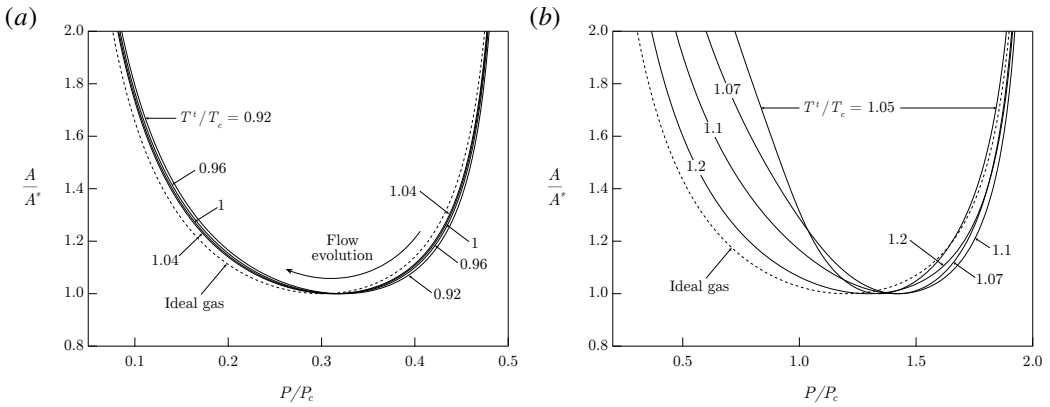 (a)
2.0
1.8
1.6
1.4
1.2
1.0
0.8
A
A*
T^t/T_c = 0.92
0.96
1
1.04
Ideal gas
Flow
evolution
1.04
1
0.96
0.92
0.1
0.2
0.3
0.4
0.5
P/P_c
(b)
2.0
1.8
1.6
1.4
1.2
1.0
0.8
A
A*
1.07
T^t/T_c = 1.05
1.1
1.2
Ideal gas
1.2
1.1
1.07
0.5
1.0
1.5
2.0
P/P_c